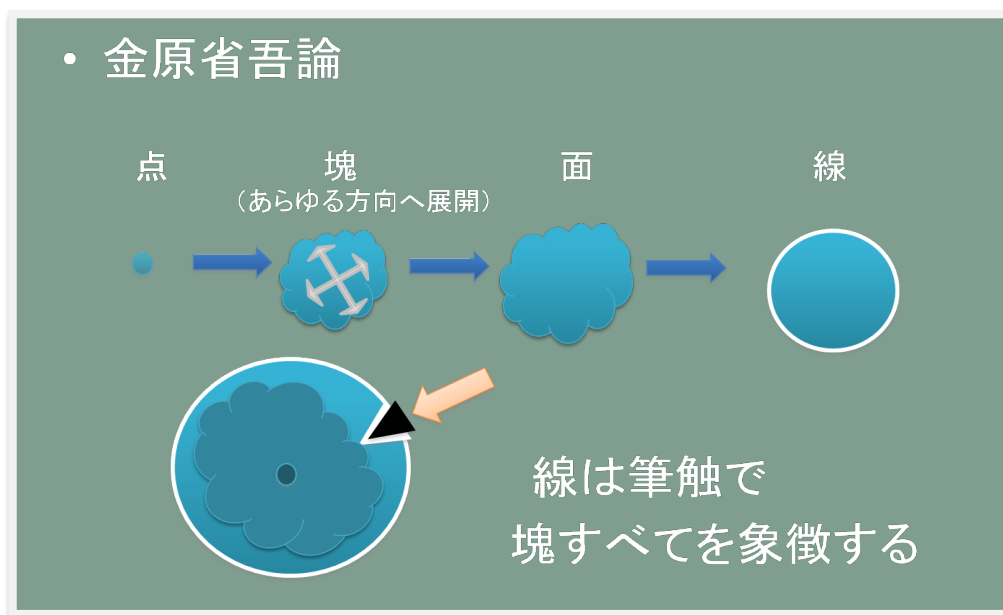 • 金原省吾論
点 塊 面 線
（あらゆる方向へ展開）
線は筆触で
塊すべてを象徴する